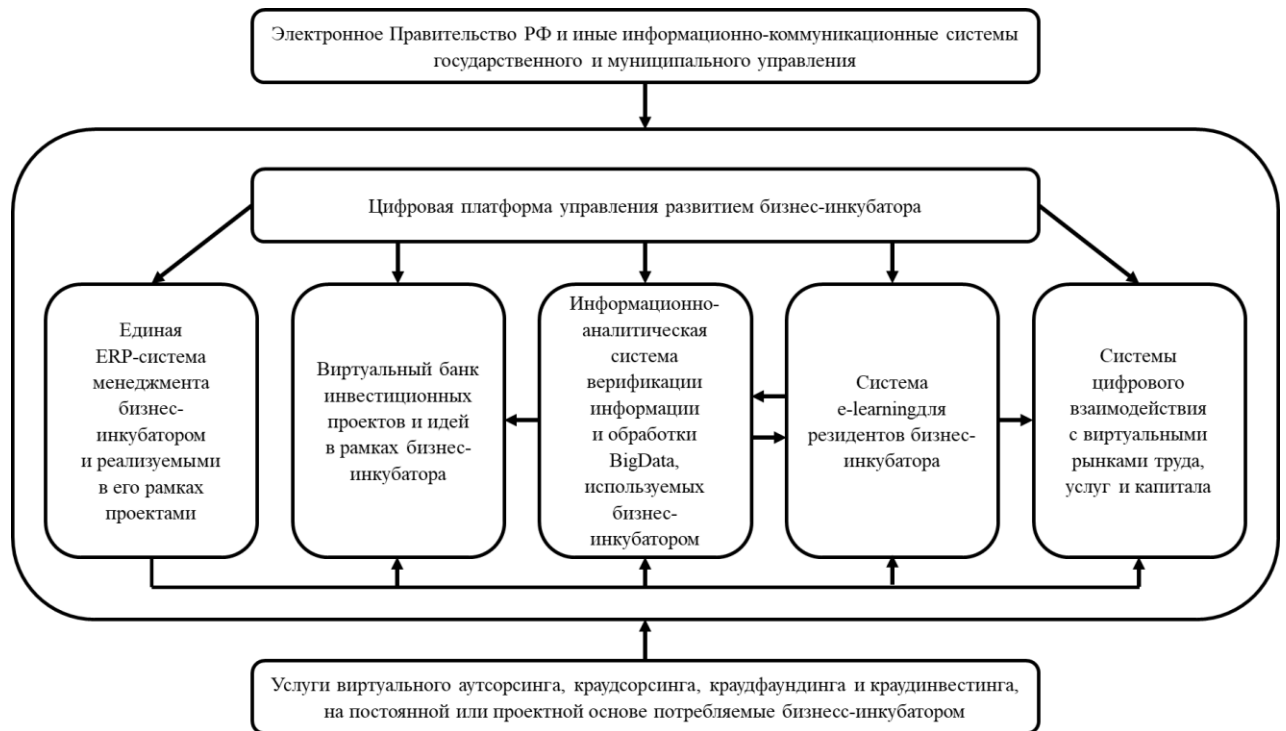 Электронное Правительство РФ и иные информационно-коммуникационные системы
государственного и муниципального управления
Цифровая платформа управления развитием бизнес-инкубатора
Единая
ERP-система
менеджмента
бизнес-
инкубатором
и реализуемыми
в его рамках
проектами
Виртуальный банк
инвестиционных
проектов и идей
в рамках бизнес-
инкубатора
Информационно-
аналитическая
система
верификации
информации
и обработки
BigData,
используемых
бизнес-
инкубатором
Система
e-learningдля
резидентов бизнес-
инкубатора
Системы
цифрового
взаимодействия
с виртуальными
рынками труда,
услуг и капитала
Услуги виртуального аутсорсинга, краудсорсинга, краудфаундинга и краудинвестинга,
на постоянной или проектной основе потребляемые бизнесс-инкубатором